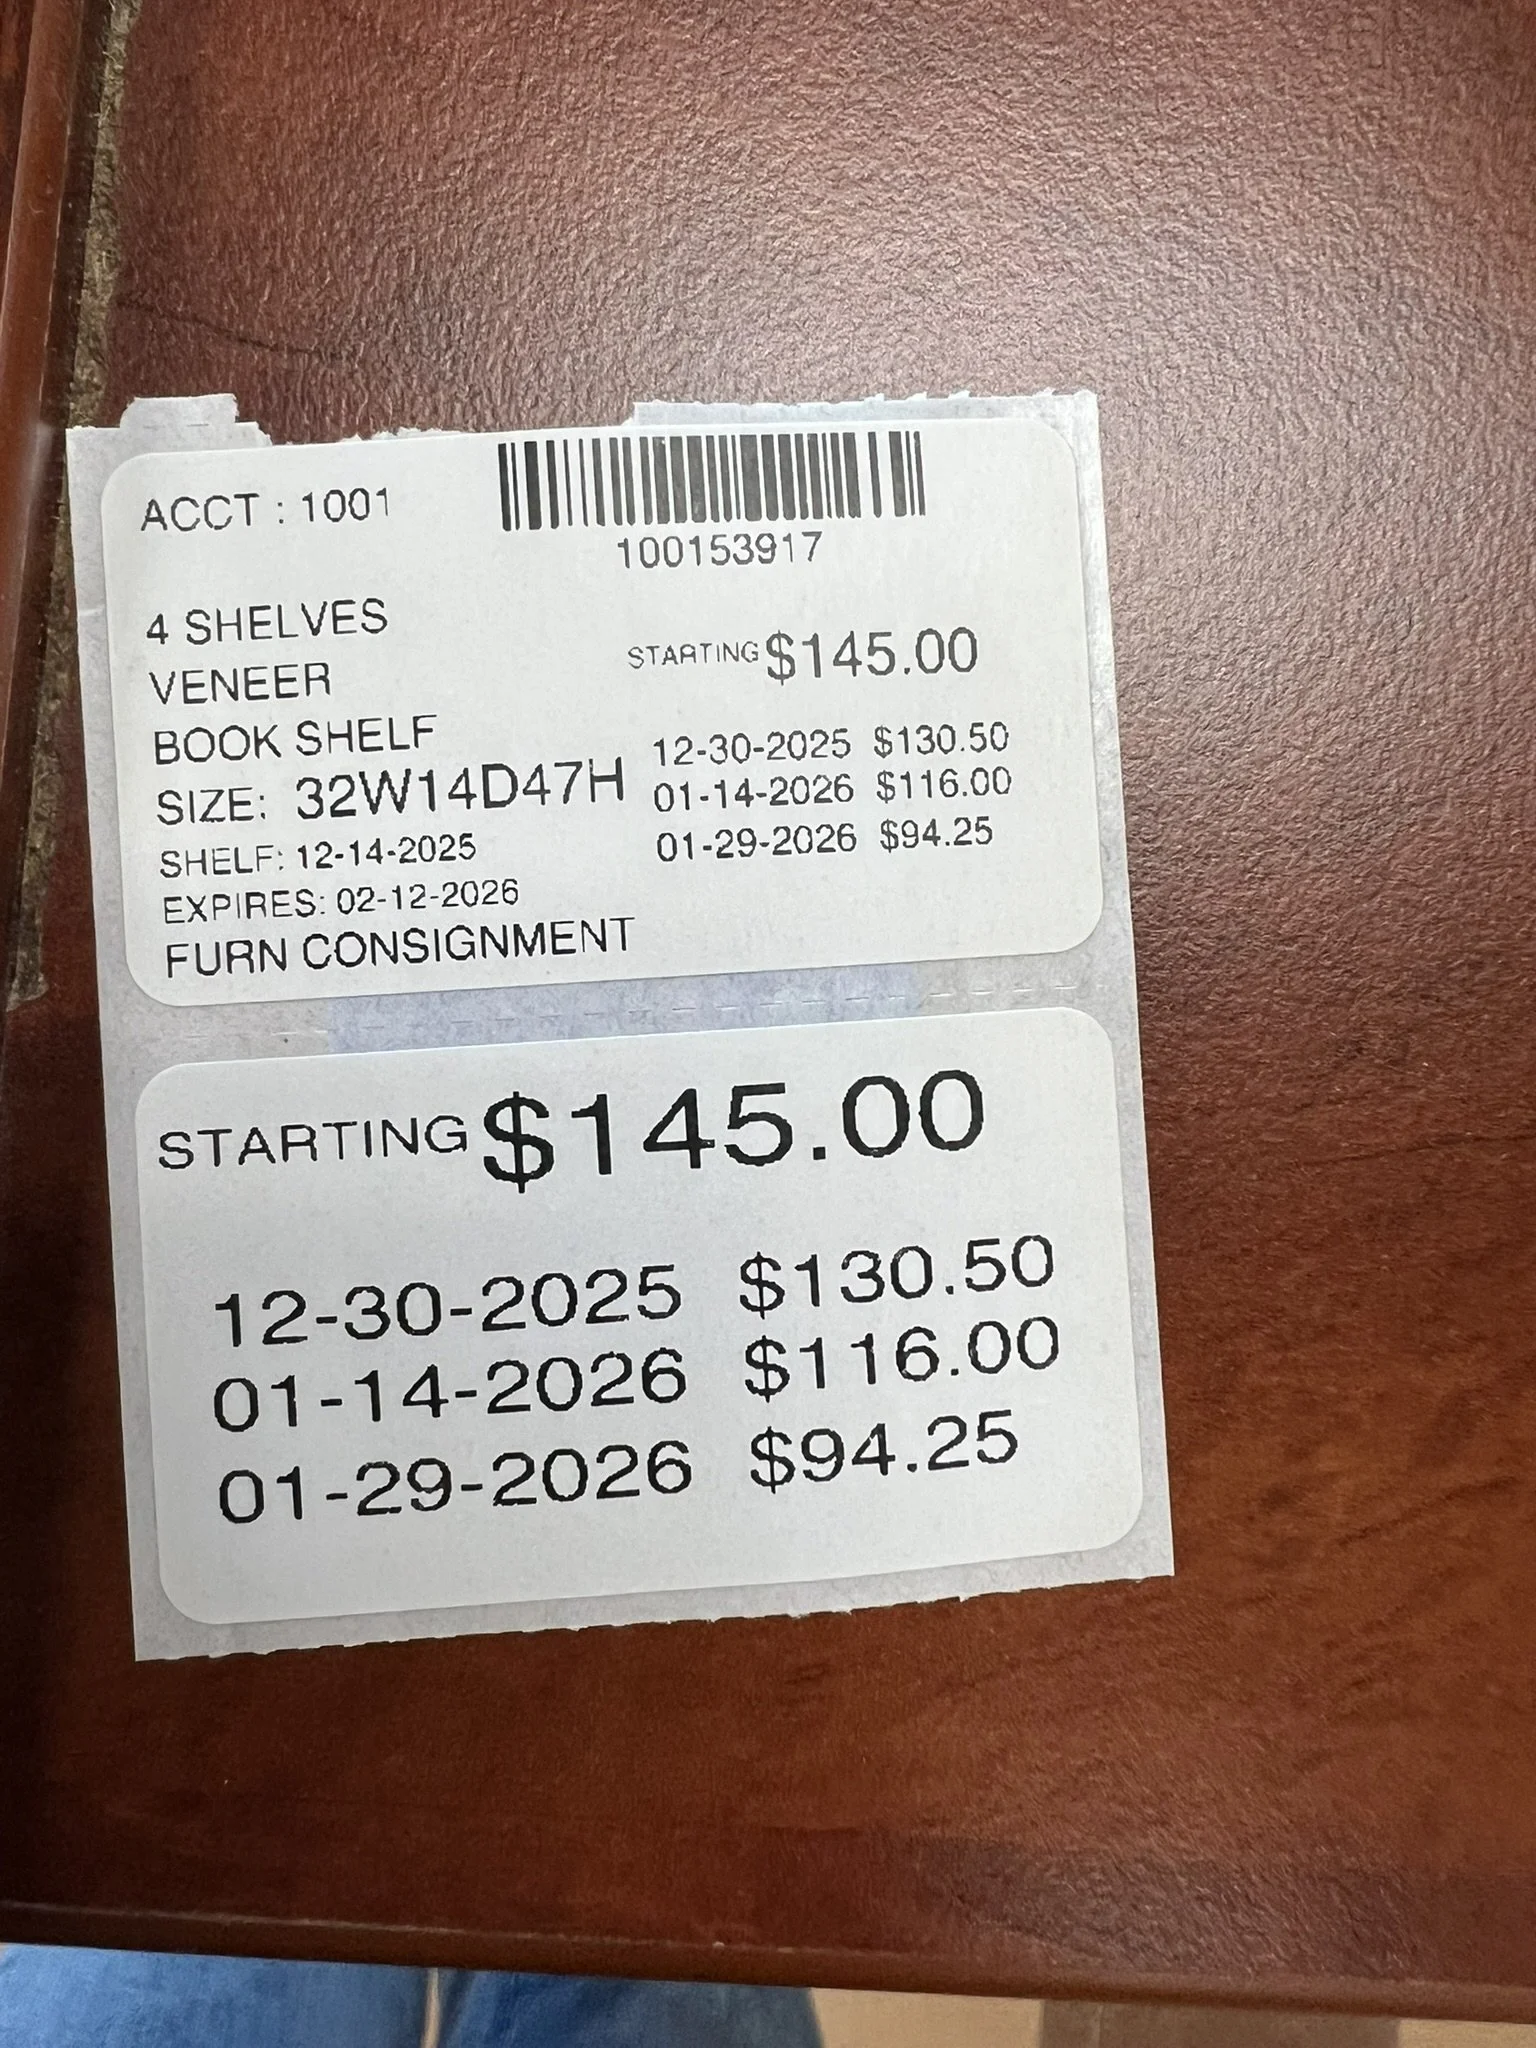 ACCT : 1001
100153917
4 SHELVES
VENEER
BOOK SHELF
SIZE: 32W14D47H
SHELF: 12-14-2025
EXPIRES: 02-12-2026
FURN CONSIGNMENT
STARTING $145.00
12-30-2025 $130.50
01-14-2026 $116.00
01-29-2026 $94.25
STARTING $145.00
12-30-2025 $130.50
01-14-2026 $116.00
01-29-2026 $94.25